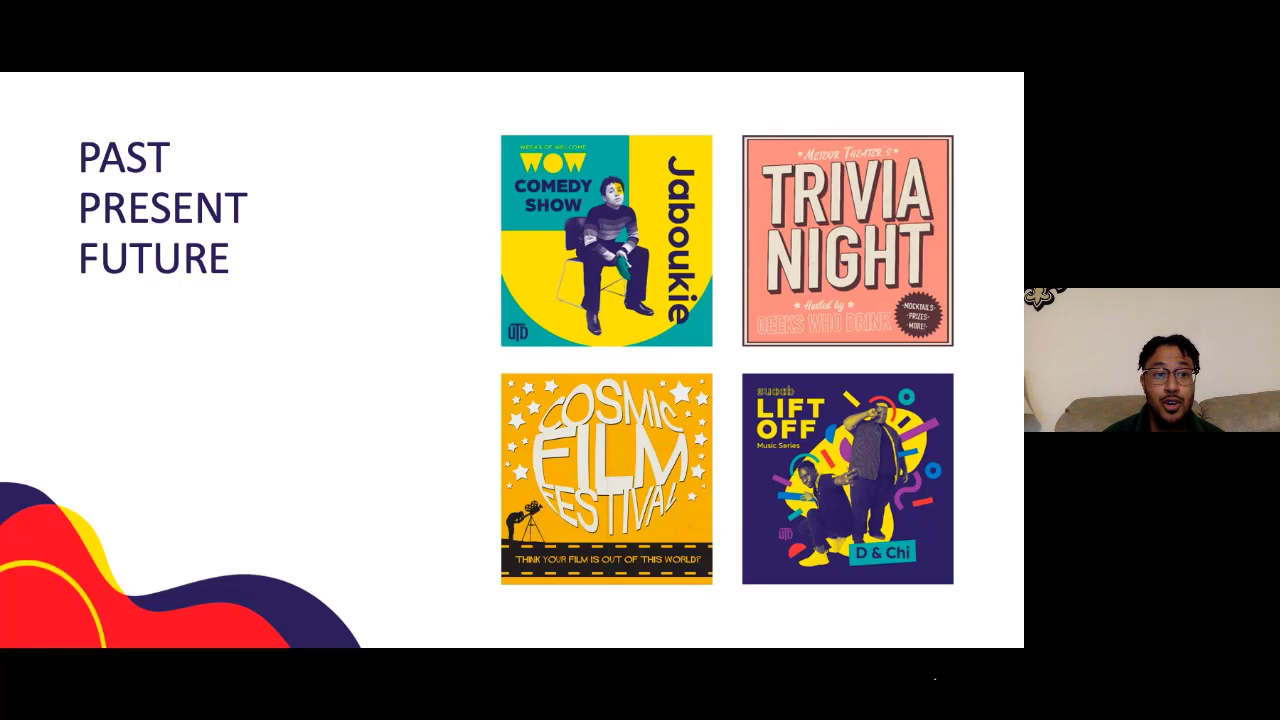 PAST
PRESENT
FUTURE
WEEKS OF WELCOME
WOW
COMEDY
SHOW
Jaboukie
UTD
METEOR THEATER'S
TRIVIA
NIGHT
Hosted by
GEEKS WHO DRINK
MOCKTAILS
PRIZES
MORE!
COSMIC
FILM
FESTIVAL
THINK YOUR FILM IS OUT OF THIS WORLD?
suaab
LIFT
OFF
Music Series
UTD
D & Chi